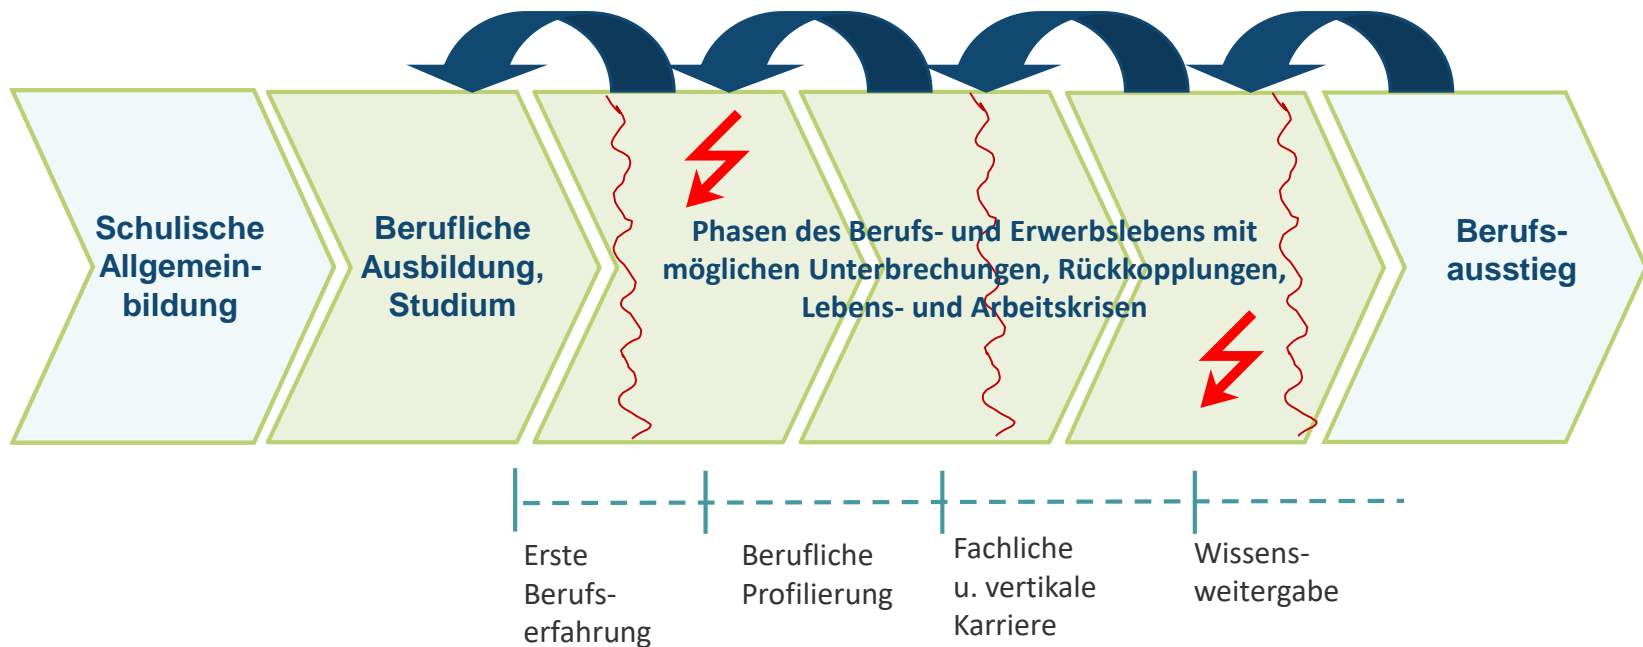 Schulische
Allgemein-
bildung
Berufliche
Ausbildung,
Studium
Phasen des Berufs- und Erwerbslebens mit
möglichen Unterbrechungen, Rückkopplungen,
Lebens- und Arbeitskrisen
Berufs-
ausstieg
Erste
Berufs-
erfahrung
Berufliche
Profilierung
Fachliche
u. vertikale
Karriere
Wissens-
weitergabe